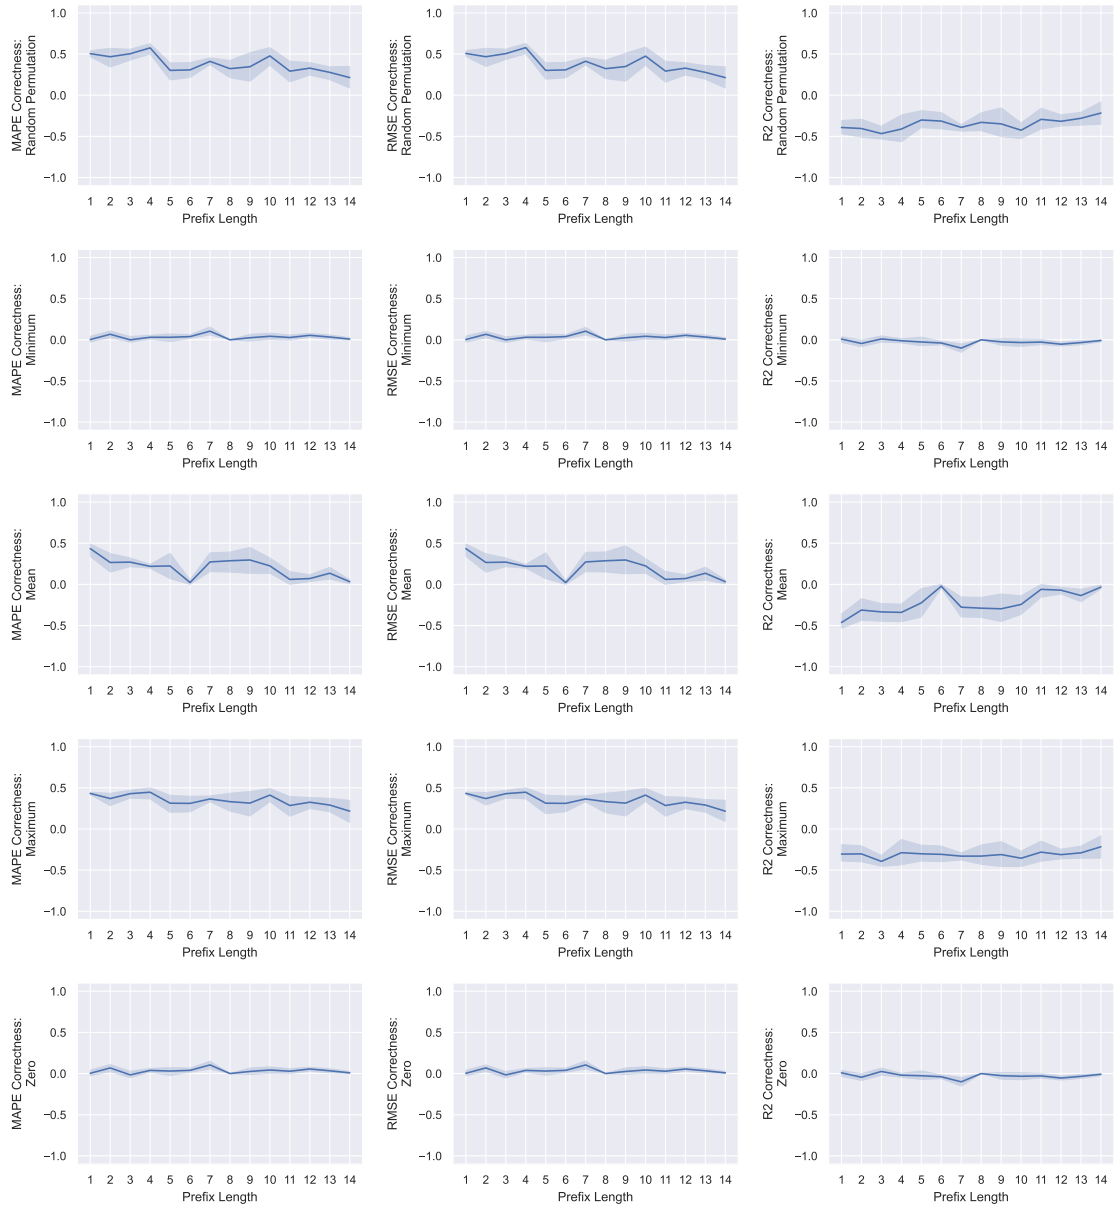 MAPE Correctness:
Random Permutation
1.0
0.5
0.0
−0.5
−1.0
1 2 3 4 5 6 7 8 9 10 11 12 13 14
Prefix Length
RMSE Correctness:
Random Permutation
1.0
0.5
0.0
−0.5
−1.0
1 2 3 4 5 6 7 8 9 10 11 12 13 14
Prefix Length
R2 Correctness:
Random Permutation
1.0
0.5
0.0
−0.5
−1.0
1 2 3 4 5 6 7 8 9 10 11 12 13 14
Prefix Length
MAPE Correctness:
Minimum
1.0
0.5
0.0
−0.5
−1.0
1 2 3 4 5 6 7 8 9 10 11 12 13 14
Prefix Length
RMSE Correctness:
Minimum
1.0
0.5
0.0
−0.5
−1.0
1 2 3 4 5 6 7 8 9 10 11 12 13 14
Prefix Length
R2 Correctness:
Minimum
1.0
0.5
0.0
−0.5
−1.0
1 2 3 4 5 6 7 8 9 10 11 12 13 14
Prefix Length
MAPE Correctness:
Mean
1.0
0.5
0.0
−0.5
−1.0
1 2 3 4 5 6 7 8 9 10 11 12 13 14
Prefix Length
RMSE Correctness:
Mean
1.0
0.5
0.0
−0.5
−1.0
1 2 3 4 5 6 7 8 9 10 11 12 13 14
Prefix Length
R2 Correctness:
Mean
1.0
0.5
0.0
−0.5
−1.0
1 2 3 4 5 6 7 8 9 10 11 12 13 14
Prefix Length
MAPE Correctness:
Maximum
1.0
0.5
0.0
−0.5
−1.0
1 2 3 4 5 6 7 8 9 10 11 12 13 14
Prefix Length
RMSE Correctness:
Maximum
1.0
0.5
0.0
−0.5
−1.0
1 2 3 4 5 6 7 8 9 10 11 12 13 14
Prefix Length
R2 Correctness:
Maximum
1.0
0.5
0.0
−0.5
−1.0
1 2 3 4 5 6 7 8 9 10 11 12 13 14
Prefix Length
MAPE Correctness:
Zero
1.0
0.5
0.0
−0.5
−1.0
1 2 3 4 5 6 7 8 9 10 11 12 13 14
Prefix Length
RMSE Correctness:
Zero
1.0
0.5
0.0
−0.5
−1.0
1 2 3 4 5 6 7 8 9 10 11 12 13 14
Prefix Length
R2 Correctness:
Zero
1.0
0.5
0.0
−0.5
−1.0
1 2 3 4 5 6 7 8 9 10 11 12 13 14
Prefix Length